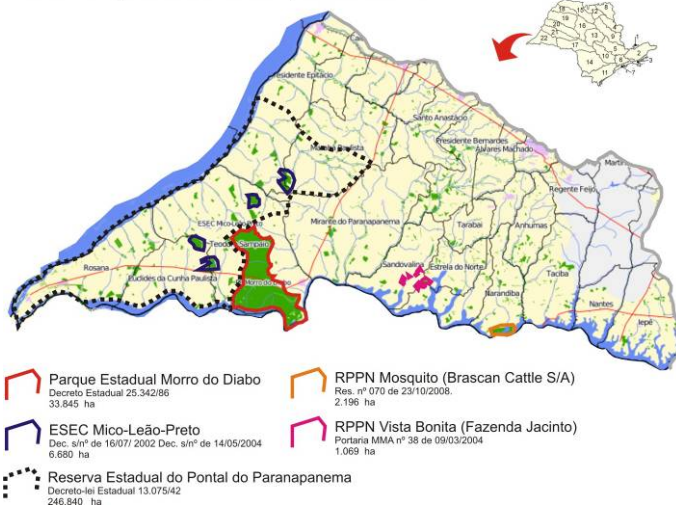 Presidente Epitácio
Santo Anastácio
Presidente Bernardes
Marabá Paulista
Álvares Machado
Martin
Regente Feijó
ESEC Mico-Leão-Preto
Mirante do Paranapanema
Teodoro Sampaio
Tarabai
Anhumas
Rosana
Sandovalina
Estrela do Norte
Euclides da Cunha Paulista
Taciba
Morro do Diabo
Narandiba
Nantes
Iepê
Parque Estadual Morro do Diabo
Decreto Estadual 25.342/86
33.845 ha
ESEC Mico-Leão-Preto
Dec. s/nº de 16/07/ 2002 Dec. s/nº de 14/05/2004
6.680 ha
Reserva Estadual do Pontal do Paranapanema
Decreto-lei Estadual 13.075/42
246.840 ha
RPPN Mosquito (Brascan Cattle S/A)
Res. nº 070 de 23/10/2008.
2.196 ha
RPPN Vista Bonita (Fazenda Jacinto)
Portaria MMA nº 38 de 09/03/2004
1.069 ha